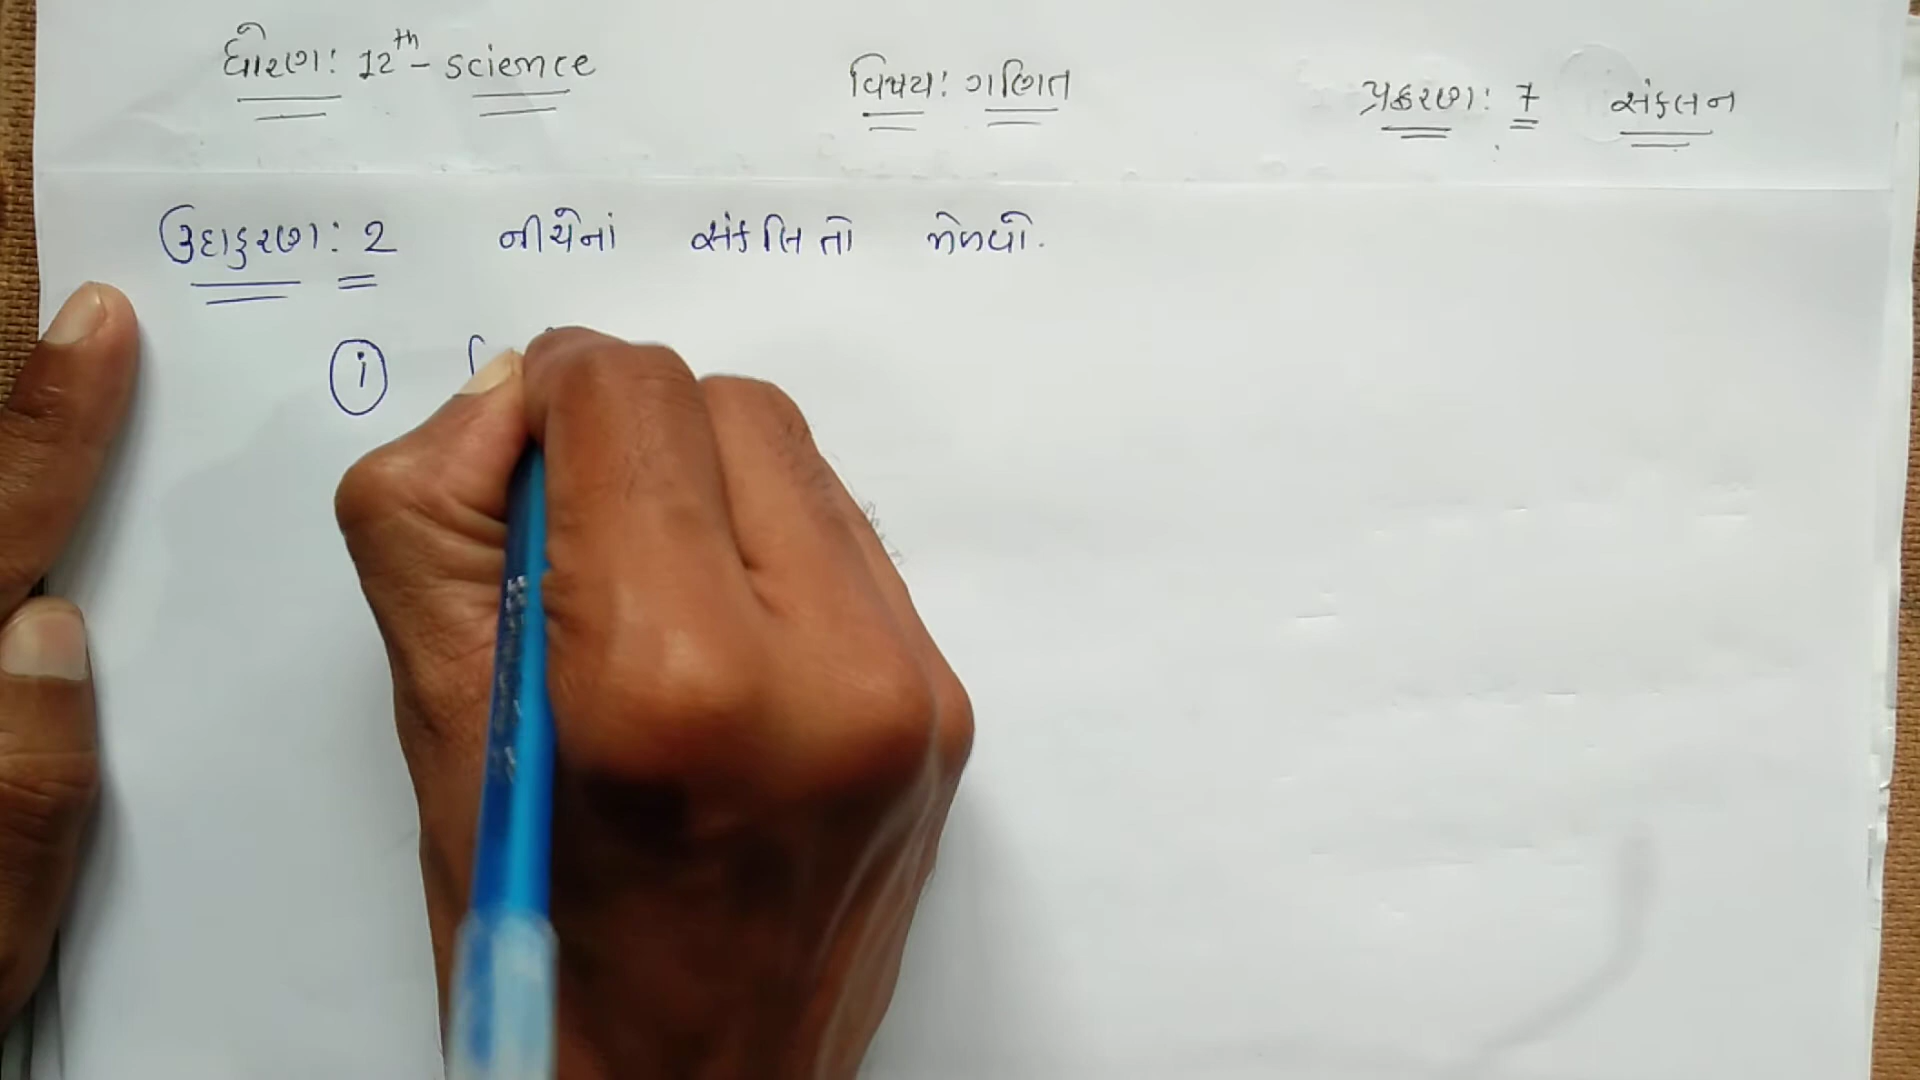 ધોરણ: 12th - science વિષય: ગણિત પ્રકરણ: 7 સંકલન
ઉદાહરણ: 2 નીચેનાં સંકલિતો મેળવો.
i ∫